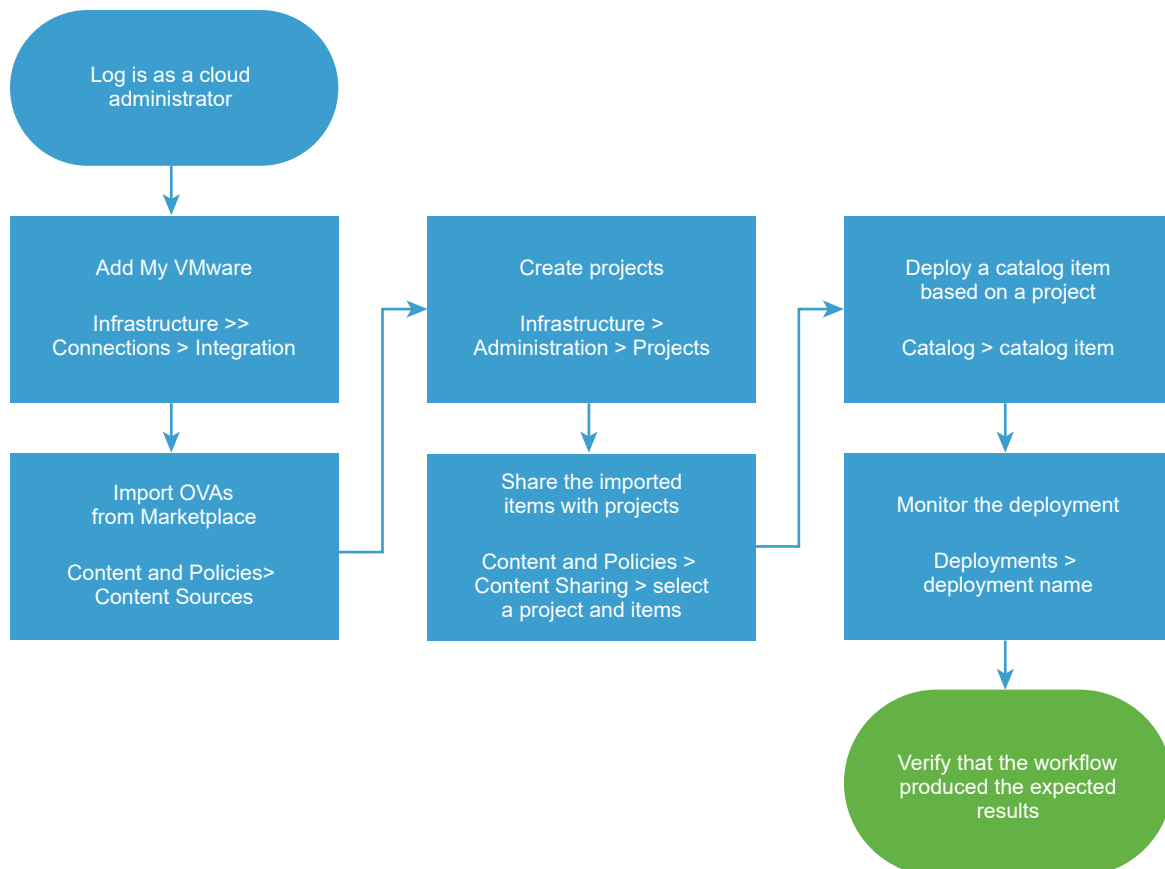 Log is as a cloud
administrator
Add My VMware
Infrastructure >>
Connections > Integration
Import OVAs
from Marketplace
Content and Policies>
Content Sources
Create projects
Infrastructure >
Administration > Projects
Share the imported
items with projects
Content and Policies >
Content Sharing > select
a project and items
Deploy a catalog item
based on a project
Catalog > catalog item
Monitor the deployment
Deployments >
deployment name
Verify that the workflow
produced the expected
results